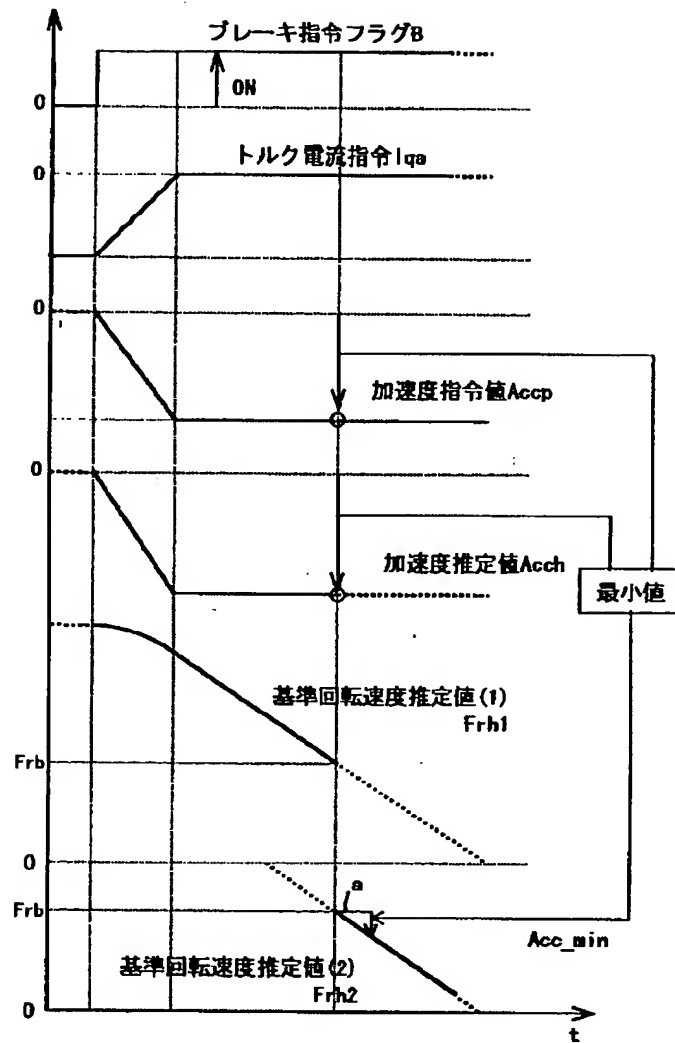 ブレーキ指令フラグB
ON
0
トルク電流指令Iqa
0
0
加速度指令値Accp
0
加速度推定値Acch
最小値
基準回転速度推定値(1)
Frh1
Frb
0
a
Frb
Acc_min
基準回転速度推定値(2)
Frh2
0
t